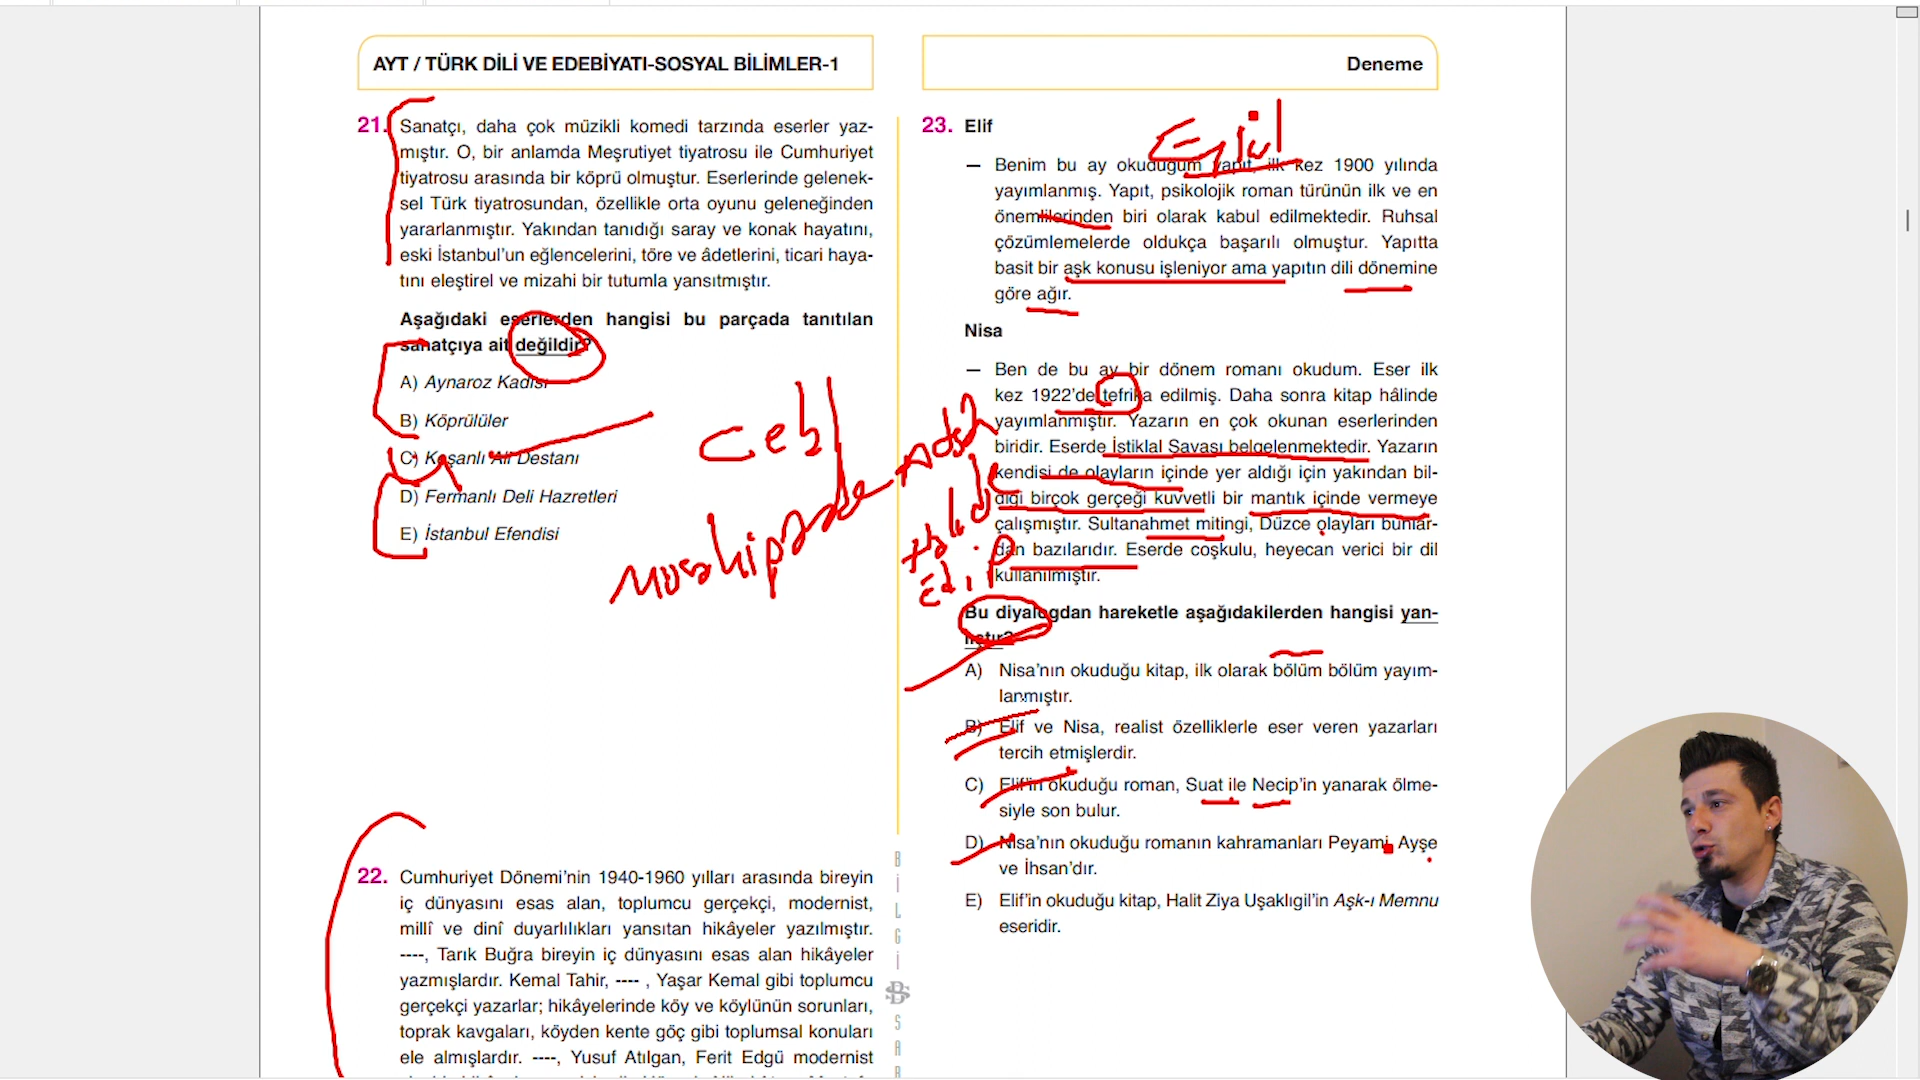 AYT / TÜRK DİLİ VE EDEBİYATI-SOSYAL BİLİMLER-1
Deneme
21. Sanatçı, daha çok müzikli komedi tarzında eserler yaz-
mıştır. O, bir anlamda Meşrutiyet tiyatrosu ile Cumhuriyet
tiyatrosu arasında bir köprü olmuştur. Eserlerinde gelenek-
sel Türk tiyatrosundan, özellikle orta oyunu geleneğinden
yararlanmıştır. Yakından tanıdığı saray ve konak hayatını,
eski İstanbul'un eğlencelerini, töre ve âdetlerini, ticari haya-
tını eleştirel ve mizahi bir tutumla yansıtmıştır.
Aşağıdaki eserlerden hangisi bu parçada tanıtılan
sanatçıya ait değildir?
A) Aynaroz Kadısı
B) Köprülüler
C) Keşanlı Ali Destanı
D) Fermanlı Deli Hazretleri
E) İstanbul Efendisi
Musahipzade
22. Cumhuriyet Dönemi'nin 1940-1960 yılları arasında bireyin
iç dünyasını esas alan, toplumcu gerçekçi, modernist,
millî ve dinî duyarlılıkları yansıtan hikâyeler yazılmıştır.
----, Tarık Buğra bireyin iç dünyasını esas alan hikâyeler
yazmışlardır. Kemal Tahir, ---- , Yaşar Kemal gibi toplumcu
gerçekçi yazarlar; hikâyelerinde köy ve köylünün sorunları,
toprak kavgaları, köyden kente göç gibi toplumsal konuları
ele almışlardır. ----, Yusuf Atılgan, Ferit Edgü modernist
23. Elif
Eylül
— Benim bu ay okuduğum yapıt, ilk kez 1900 yılında
yayımlanmış. Yapıt, psikolojik roman türünün ilk ve en
önemlilerinden biri olarak kabul edilmektedir. Ruhsal
çözümlemelerde oldukça başarılı olmuştur. Yapıtta
basit bir aşk konusu işleniyor ama yapıtın dili dönemine
göre ağır.
Nisa
— Ben de bu ay bir dönem romanı okudum. Eser ilk
kez 1922'de tefrika edilmiş. Daha sonra kitap hâlinde
yayımlanmıştır. Yazarın en çok okunan eserlerinden
biridir. Eserde İstiklal Savaşı belgelenmektedir. Yazarın
kendisi de olayların içinde yer aldığı için yakından bil-
diği birçok gerçeği kuvvetli bir mantık içinde vermeye
çalışmıştır. Sultanahmet mitingi, Düzce olayları bunlar-
dan bazılarıdır. Eserde coşkulu, heyecan verici bir dil
kullanılmıştır.
Halide
Edip
Bu diyalogdan hareketle aşağıdakilerden hangisi yan-
lıştır?
A) Nisa'nın okuduğu kitap, ilk olarak bölüm bölüm yayım-
lanmıştır.
B) Elif ve Nisa, realist özelliklerle eser veren yazarları
tercih etmişlerdir.
C) Elif'in okuduğu roman, Suat ile Necip'in yanarak ölme-
siyle son bulur.
D) Nisa'nın okuduğu romanın kahramanları Peyami, Ayşe
ve İhsan'dır.
E) Elif'in okuduğu kitap, Halit Ziya Uşaklıgil'in Aşk-ı Memnu
eseridir.